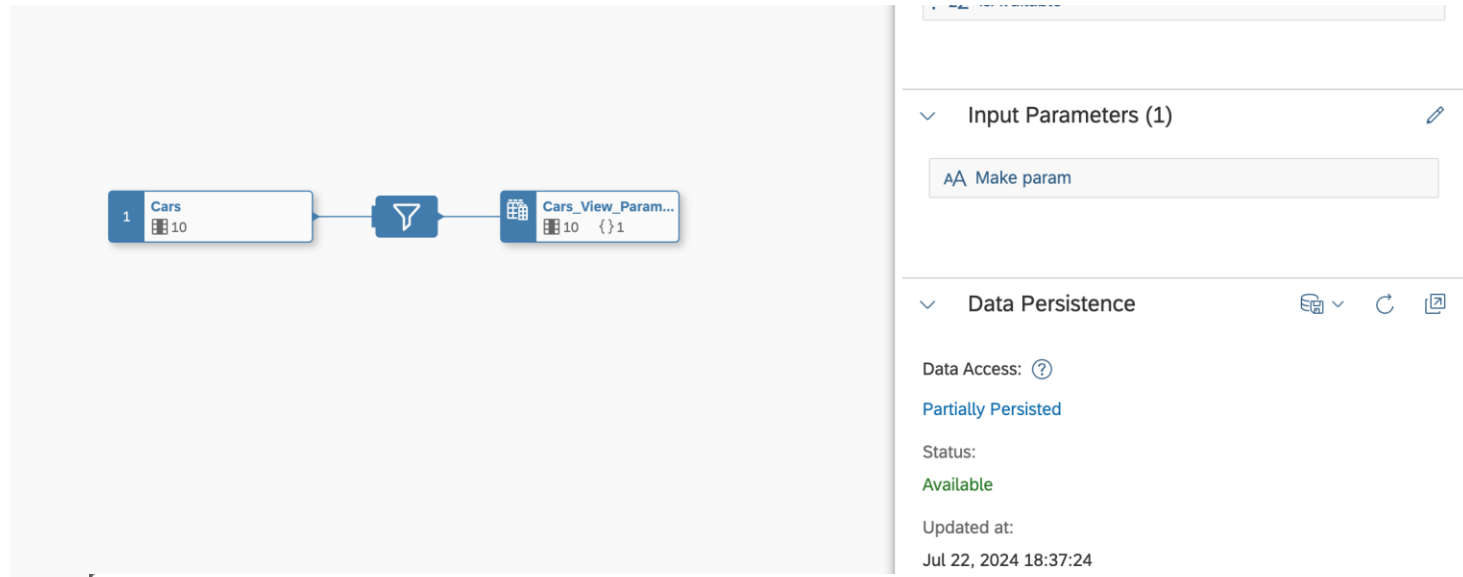 1
Cars
10
Cars_View_Param...
10 {}1
Input Parameters (1)
AA Make param
Data Persistence
Data Access: ?
Partially Persisted
Status:
Available
Updated at:
Jul 22, 2024 18:37:24